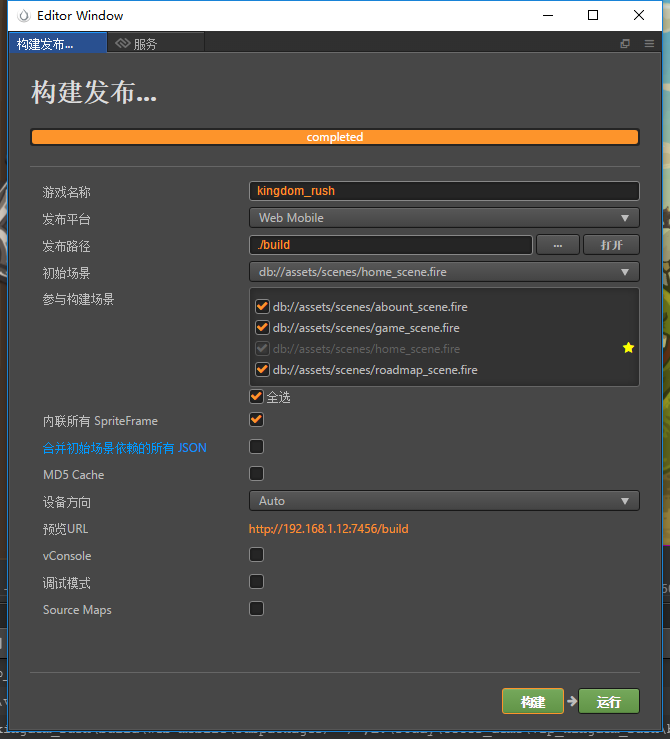 Editor Window
构建发布...
服务
构建发布...
completed
游戏名称 kingdom_rush
发布平台 Web Mobile
发布路径 ./build ... 打开
初始场景 db://assets/scenes/home_scene.fire
参与构建场景
db://assets/scenes/abount_scene.fire
db://assets/scenes/game_scene.fire
db://assets/scenes/home_scene.fire
db://assets/scenes/roadmap_scene.fire
全选
内联所有 SpriteFrame
合并初始场景依赖的所有 JSON
MD5 Cache
设备方向 Auto
预览URL http://192.168.1.12:7456/build
vConsole
调试模式
Source Maps
构建 运行